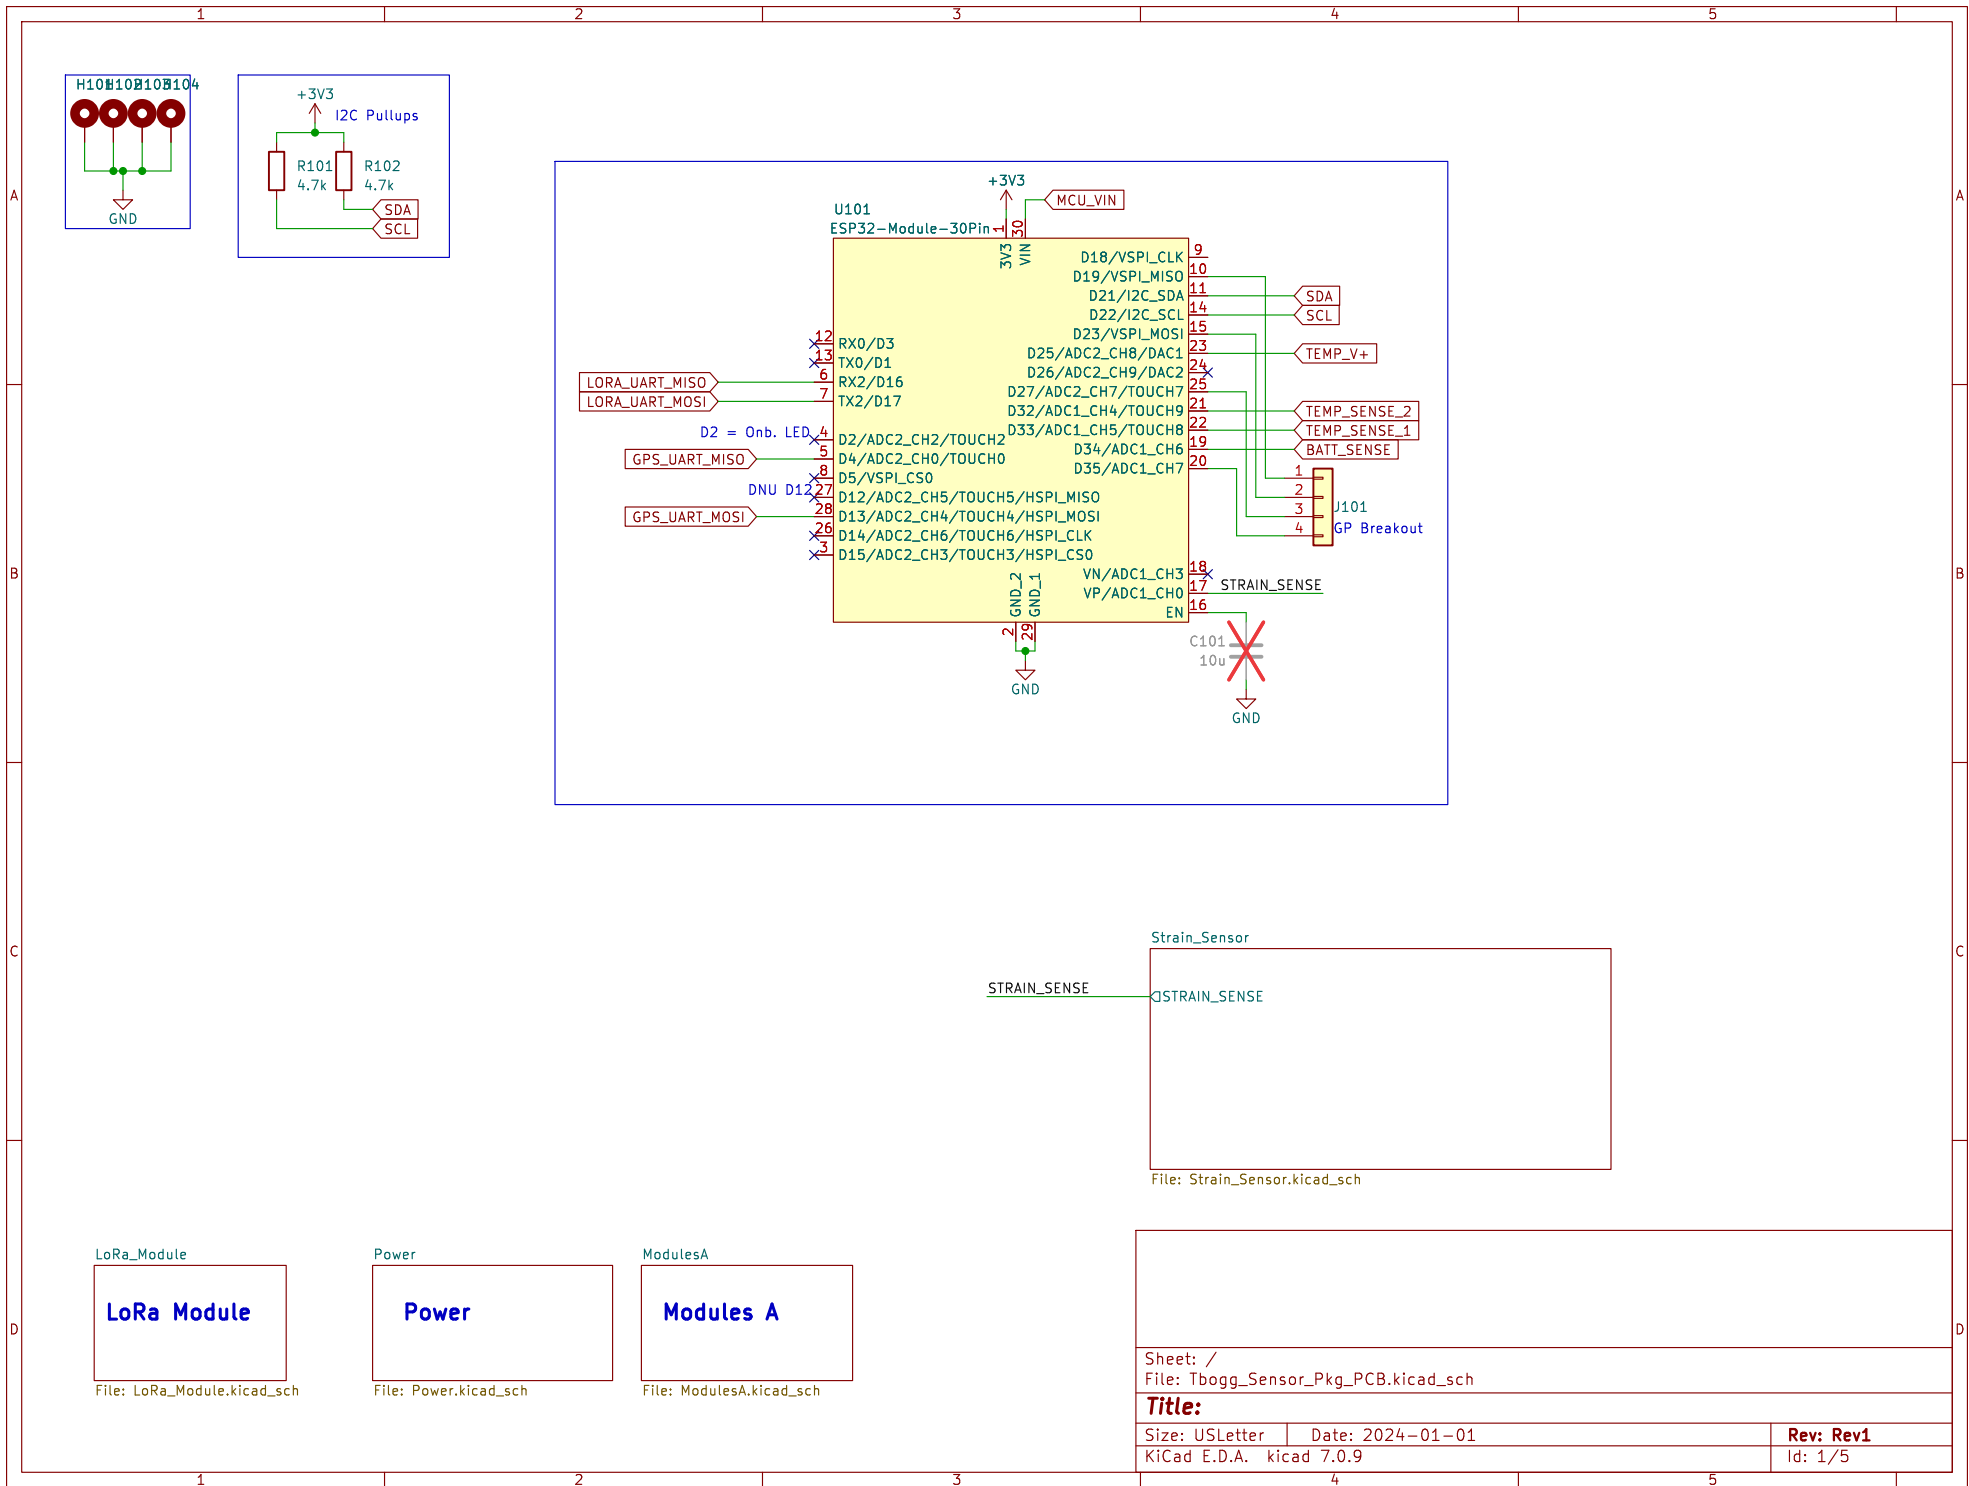 1 2 3 4 5
H101 H102 H103 H104
GND
+3V3
I2C Pullups
R101
4.7k
R102
4.7k
SDA
SCL
A
A
+3V3
MCU_VIN
U101
ESP32-Module-30Pin
1
30
3V3
VIN
D18/VSPI_CLK 9
D19/VSPI_MISO 10
D21/I2C_SDA 11 SDA
D22/I2C_SCL 14 SCL
D23/VSPI_MOSI 15
D25/ADC2_CH8/DAC1 23 TEMP_V+
D26/ADC2_CH9/DAC2 24
D27/ADC2_CH7/TOUCH7 25
D32/ADC1_CH4/TOUCH9 21 TEMP_SENSE_2
D33/ADC1_CH5/TOUCH8 22 TEMP_SENSE_1
D34/ADC1_CH6 19 BATT_SENSE
D35/ADC1_CH7 20
12 RX0/D3
13 TX0/D1
LORA_UART_MISO 6 RX2/D16
LORA_UART_MOSI 7 TX2/D17
D2 = Onb. LED 4 D2/ADC2_CH2/TOUCH2
GPS_UART_MISO 5 D4/ADC2_CH0/TOUCH0
8 D5/VSPI_CS0
DNU D12 27 D12/ADC2_CH5/TOUCH5/HSPI_MISO
GPS_UART_MOSI 28 D13/ADC2_CH4/TOUCH4/HSPI_MOSI
26 D14/ADC2_CH6/TOUCH6/HSPI_CLK
3 D15/ADC2_CH3/TOUCH3/HSPI_CS0
1
2
3
4
J101
GP Breakout
VN/ADC1_CH3 18
VP/ADC1_CH0 17 STRAIN_SENSE
EN 16
GND_2
GND_1
2
29
GND
C101
10u
GND
B
B
C
C
Strain_Sensor
STRAIN_SENSE
STRAIN_SENSE
File: Strain_Sensor.kicad_sch
LoRa_Module
LoRa Module
File: LoRa_Module.kicad_sch
Power
Power
File: Power.kicad_sch
ModulesA
Modules A
File: ModulesA.kicad_sch
D
D
Sheet: /
File: Tbogg_Sensor_Pkg_PCB.kicad_sch
Title:
Size: USLetter Date: 2024-01-01 Rev: Rev1
KiCad E.D.A. kicad 7.0.9 Id: 1/5
1 2 3 4 5